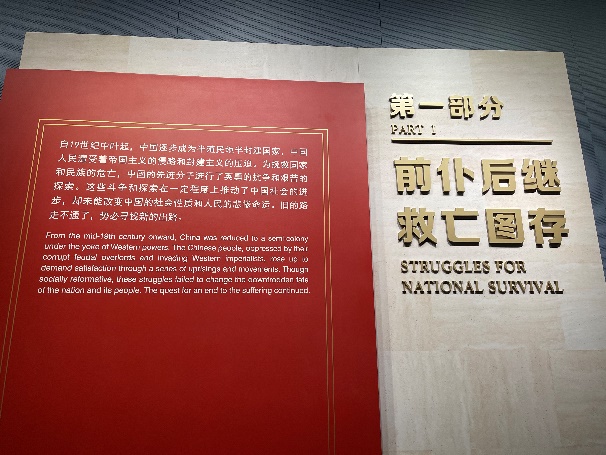 自19世纪中叶起，中国逐步成为半殖民地半封建国家，中国
人民遭受着帝国主义的侵略和封建主义的压迫。为挽救国家
和民族的危亡，中国的先进分子进行了英勇的抗争和艰苦的
探索。这些斗争和探索在一定程度上推动了中国社会的进
步，却未能改变中国的社会性质和人民的悲惨命运。旧的路
走不通了，势必寻找新的出路。
From the mid-19th century onward, China was reduced to a semi-colony
under the yoke of Western powers. The Chinese people, oppressed by their
corrupt feudal overlords and invading Western imperialists, rose up to
demand satisfaction through a series of uprisings and movements. Though
socially reformative, these struggles failed to change the downtrodden fate
of the nation and its people. The quest for an end to the suffering continued.
第一部分
PART 1
前仆后继
救亡图存
STRUGGLES FOR
NATIONAL SURVIVAL